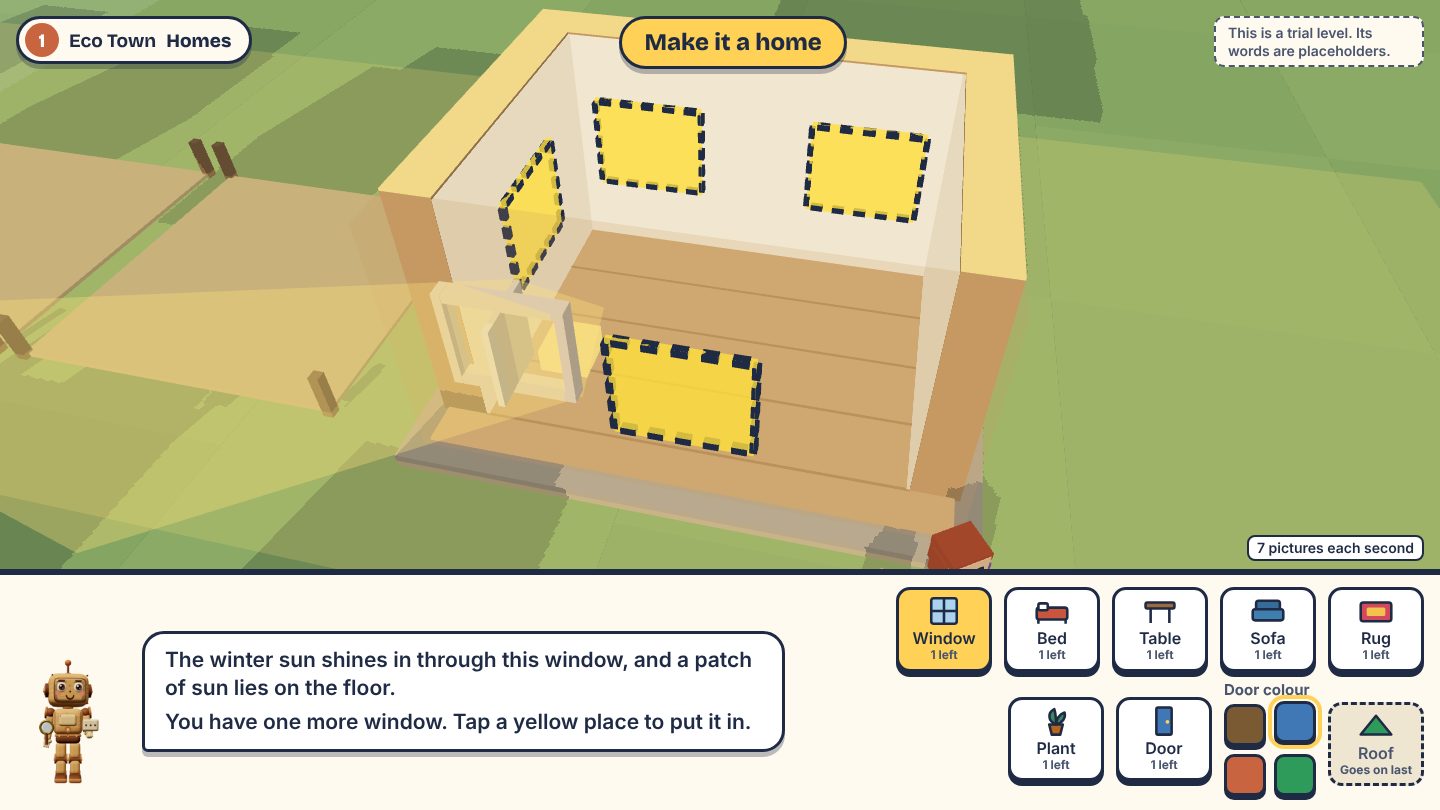 1 Eco Town Homes
Make it a home
This is a trial level. Its
words are placeholders.
7 pictures each second
The winter sun shines in through this window, and a patch
of sun lies on the floor.
You have one more window. Tap a yellow place to put it in.
Window
1 left
Bed
1 left
Table
1 left
Sofa
1 left
Rug
1 left
Plant
1 left
Door
1 left
Door colour
Roof
Goes on last